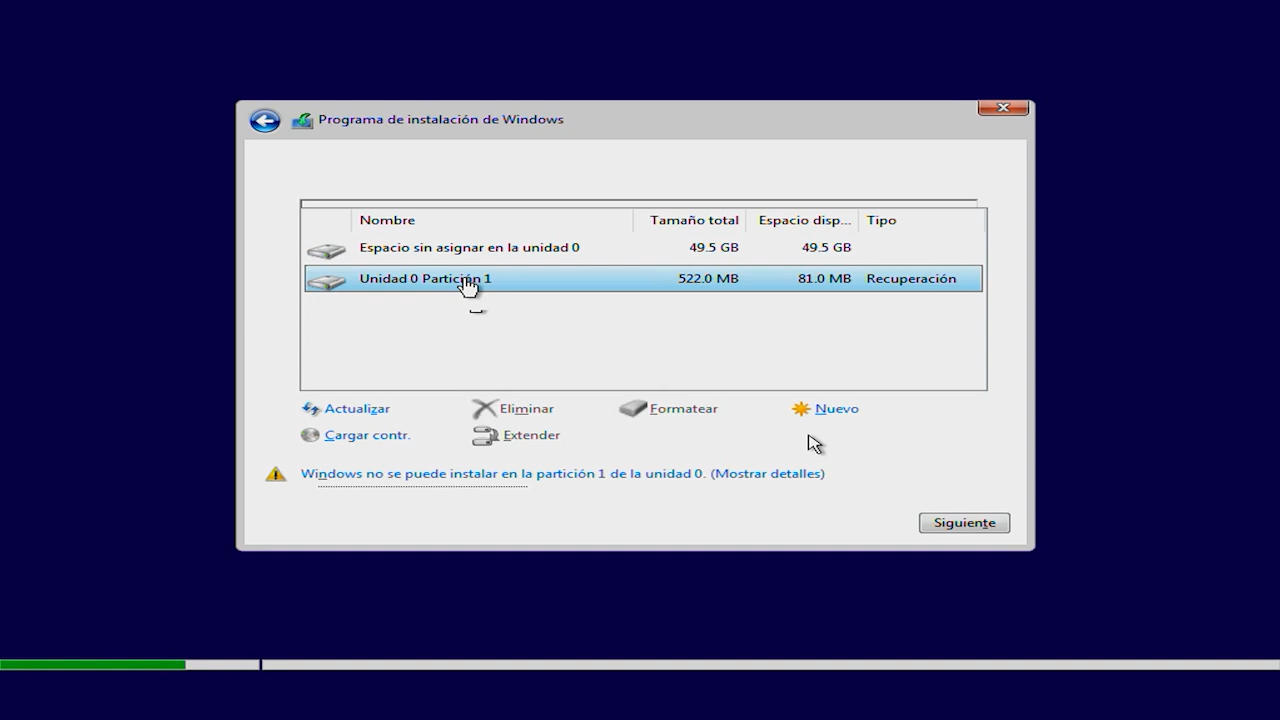 Programa de instalación de Windows
Nombre Tamaño total Espacio disp... Tipo
Espacio sin asignar en la unidad 0 49.5 GB 49.5 GB
Unidad 0 Partición 1 522.0 MB 81.0 MB Recuperación
Actualizar Eliminar Formatear Nuevo
Cargar contr. Extender
Windows no se puede instalar en la partición 1 de la unidad 0. (Mostrar detalles)
Siguiente